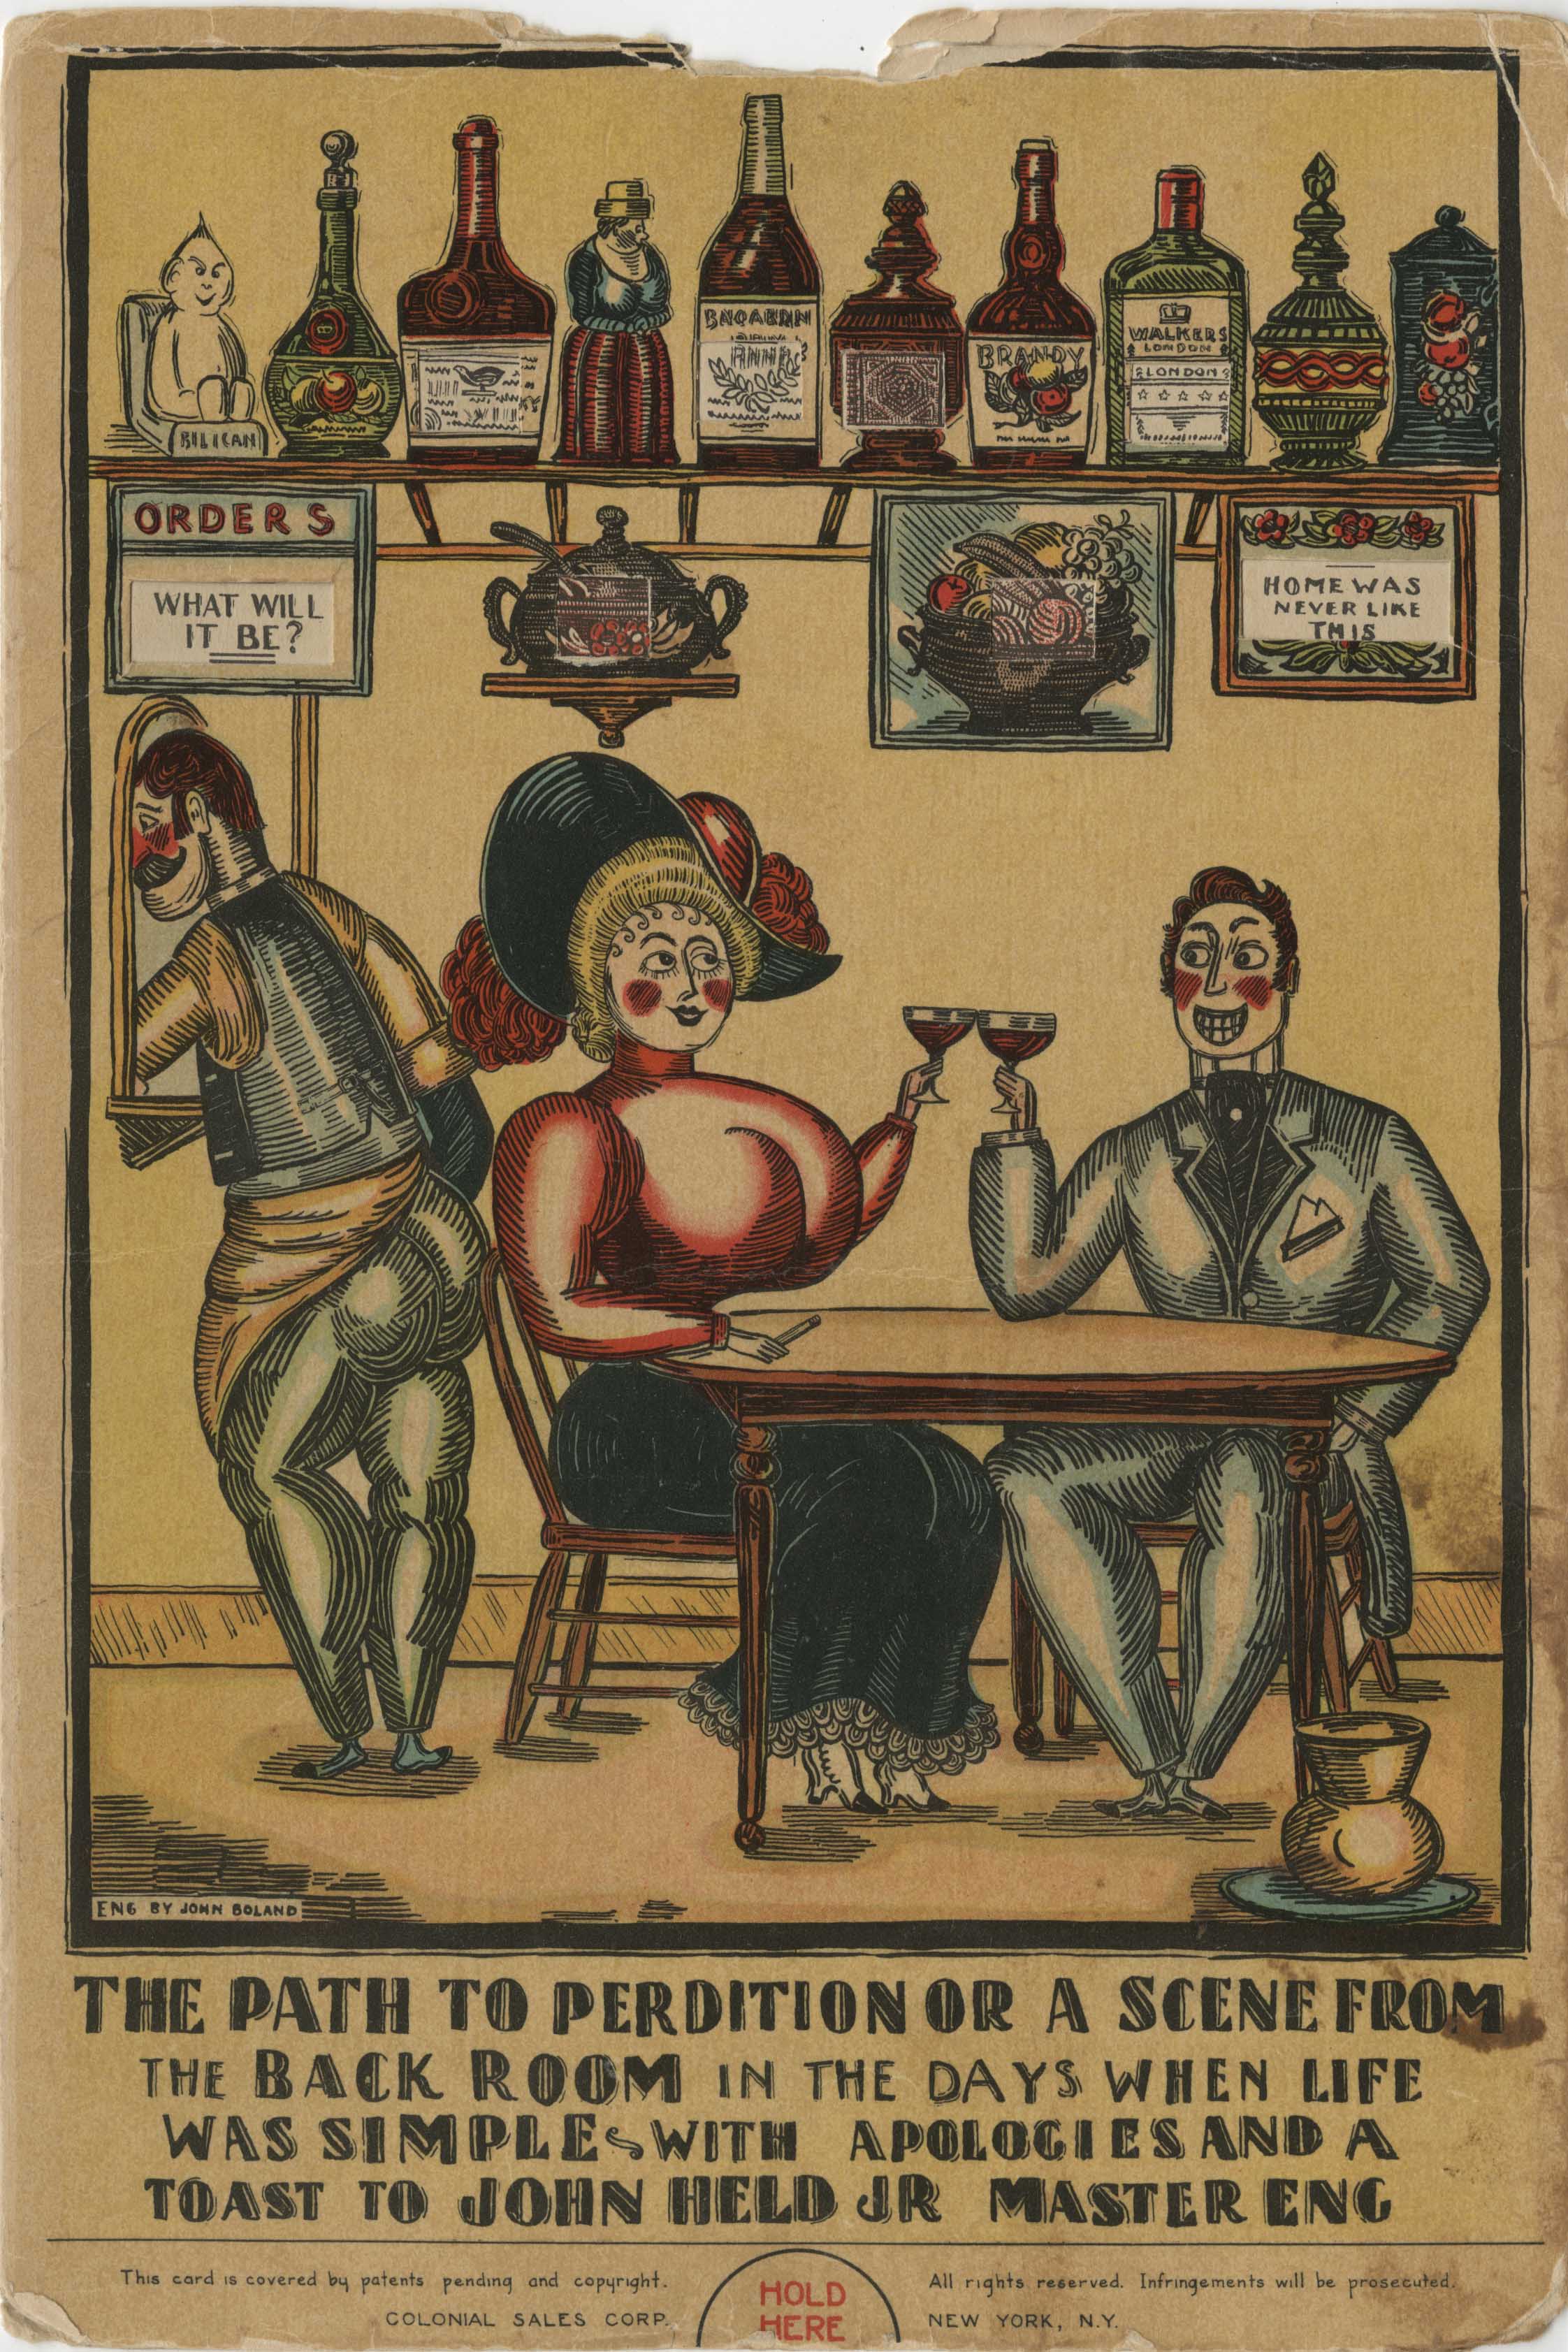 BILICAN
BACABAN
BRANDY
WALKERS
LONDON
LONDON
ORDERS
WHAT WILL
IT BE?
HOME WAS
NEVER LIKE
THIS
ENG BY JOHN BOLAND
THE PATH TO PERDITION OR A SCENE FROM
THE BACK ROOM IN THE DAYS WHEN LIFE
WAS SIMPLE WITH APOLOGIES AND A
TOAST TO JOHN HELD JR MASTER ENG
This card is covered by patents pending and copyright.
All rights reserved. Infringements will be prosecuted.
COLONIAL SALES CORP.
HOLD
HERE
NEW YORK, N.Y.